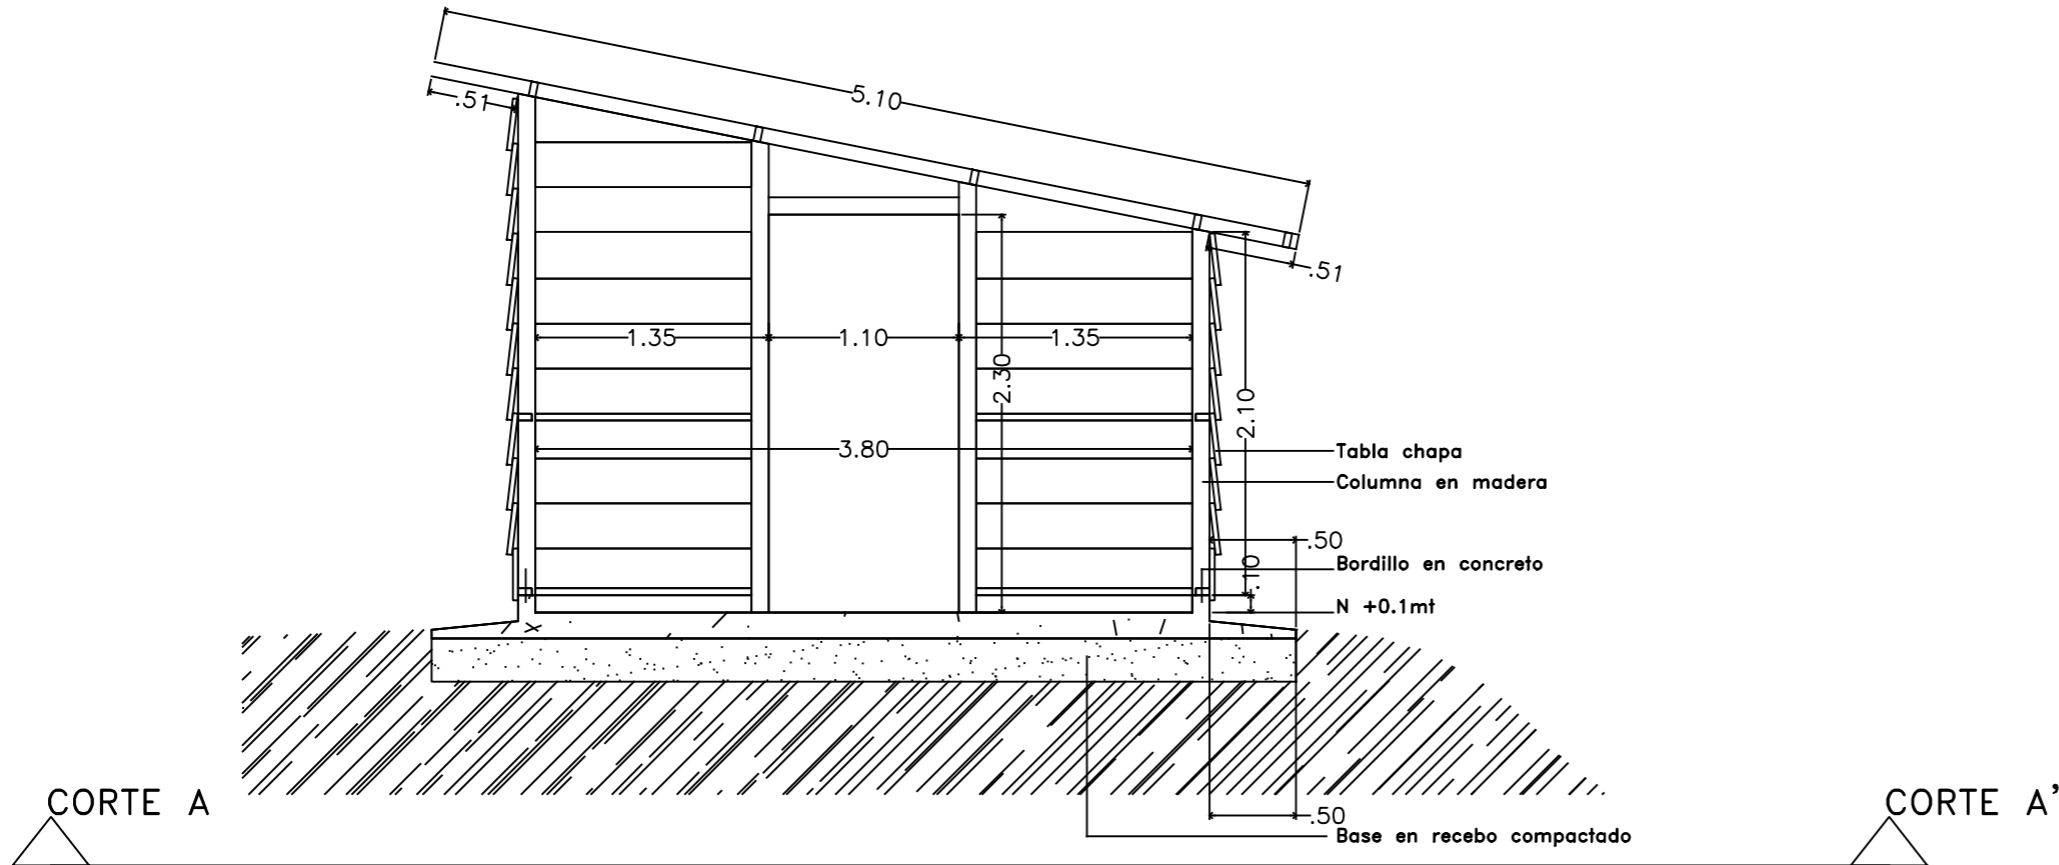 5.10
.51
.51
1.35
1.10
1.35
2.30
2.10
3.80
Tabla chapa
Columna en madera
.50
Bordillo en concreto
.10
N +0.1mt
CORTE A
CORTE A'
.50
Base en recebo compactado